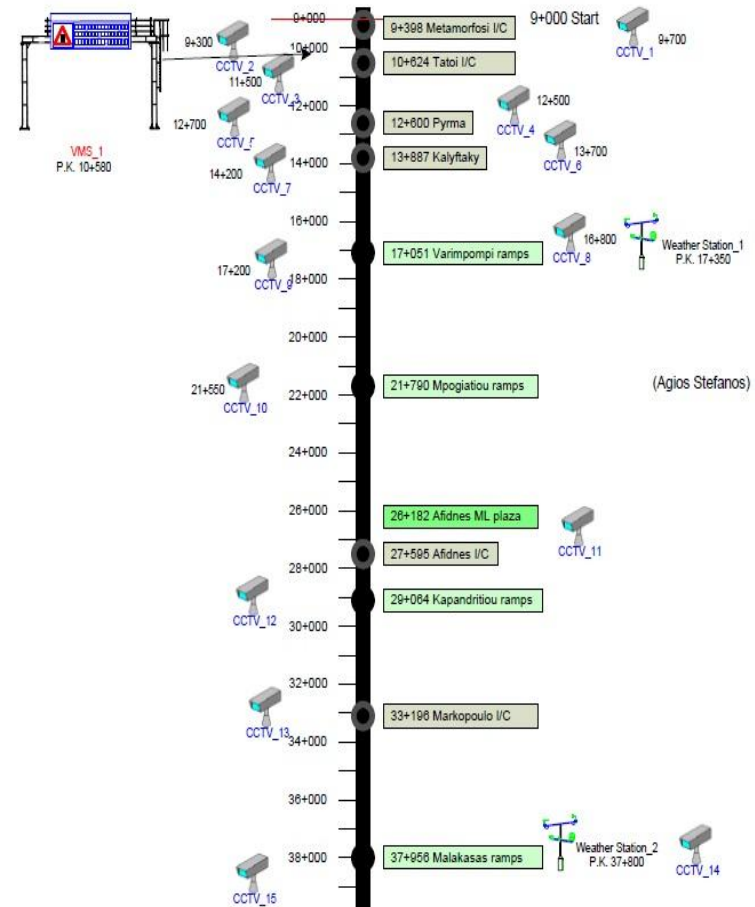 9+000
9+398 Metamorfosi I/C
9+000 Start
9+700
CCTV_1
9+300
CCTV_2
10+000
10+624 Tatoi I/C
11+500
CCTV_3
12+000
12+500
CCTV_4
12+600 Pyrma
12+700
CCTV_5
VMS_1
P.K. 10+580
13+700
CCTV_6
13+887 Kalyftaky
14+000
14+200
CCTV_7
16+000
16+800
CCTV_8
Weather Station_1
P.K. 17+350
17+051 Varimpompi ramps
17+200
CCTV_9
18+000
20+000
21+790 Mpogiatiou ramps
(Agios Stefanos)
21+550
CCTV_10
22+000
24+000
26+000
26+182 Afidnes ML plaza
CCTV_11
27+595 Afidnes I/C
28+000
29+064 Kapandritiou ramps
CCTV_12
30+000
32+000
33+196 Markopoulo I/C
CCTV_13
34+000
36+000
Weather Station_2
P.K. 37+800
CCTV_14
38+000
37+956 Malakasas ramps
CCTV_15